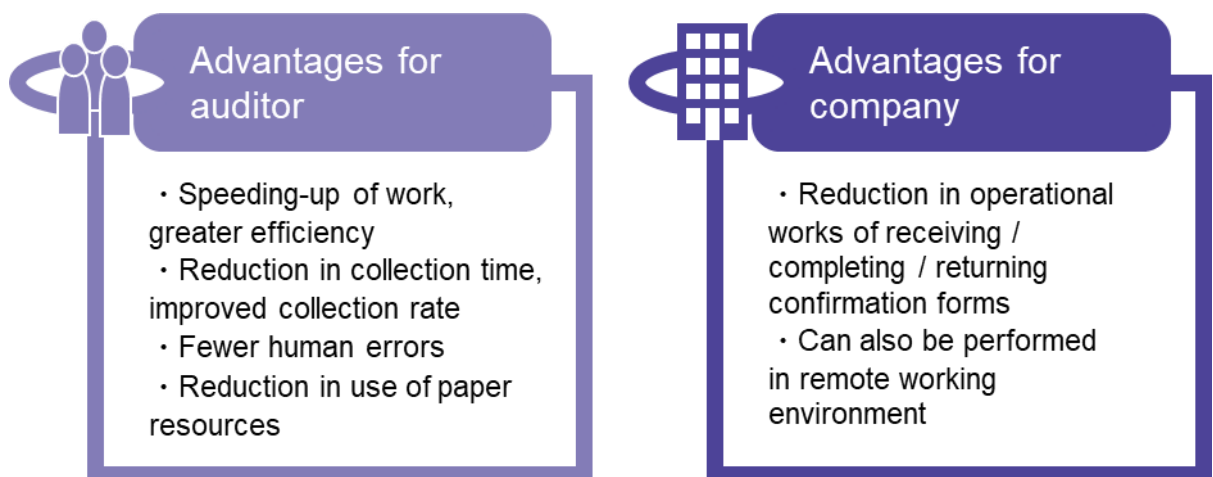 Advantages for
auditor
・Speeding-up of work,
greater efficiency
・Reduction in collection time,
improved collection rate
・Fewer human errors
・Reduction in use of paper
resources
Advantages for
company
・Reduction in operational
works of receiving /
completing / returning
confirmation forms
・Can also be performed
in remote working
environment